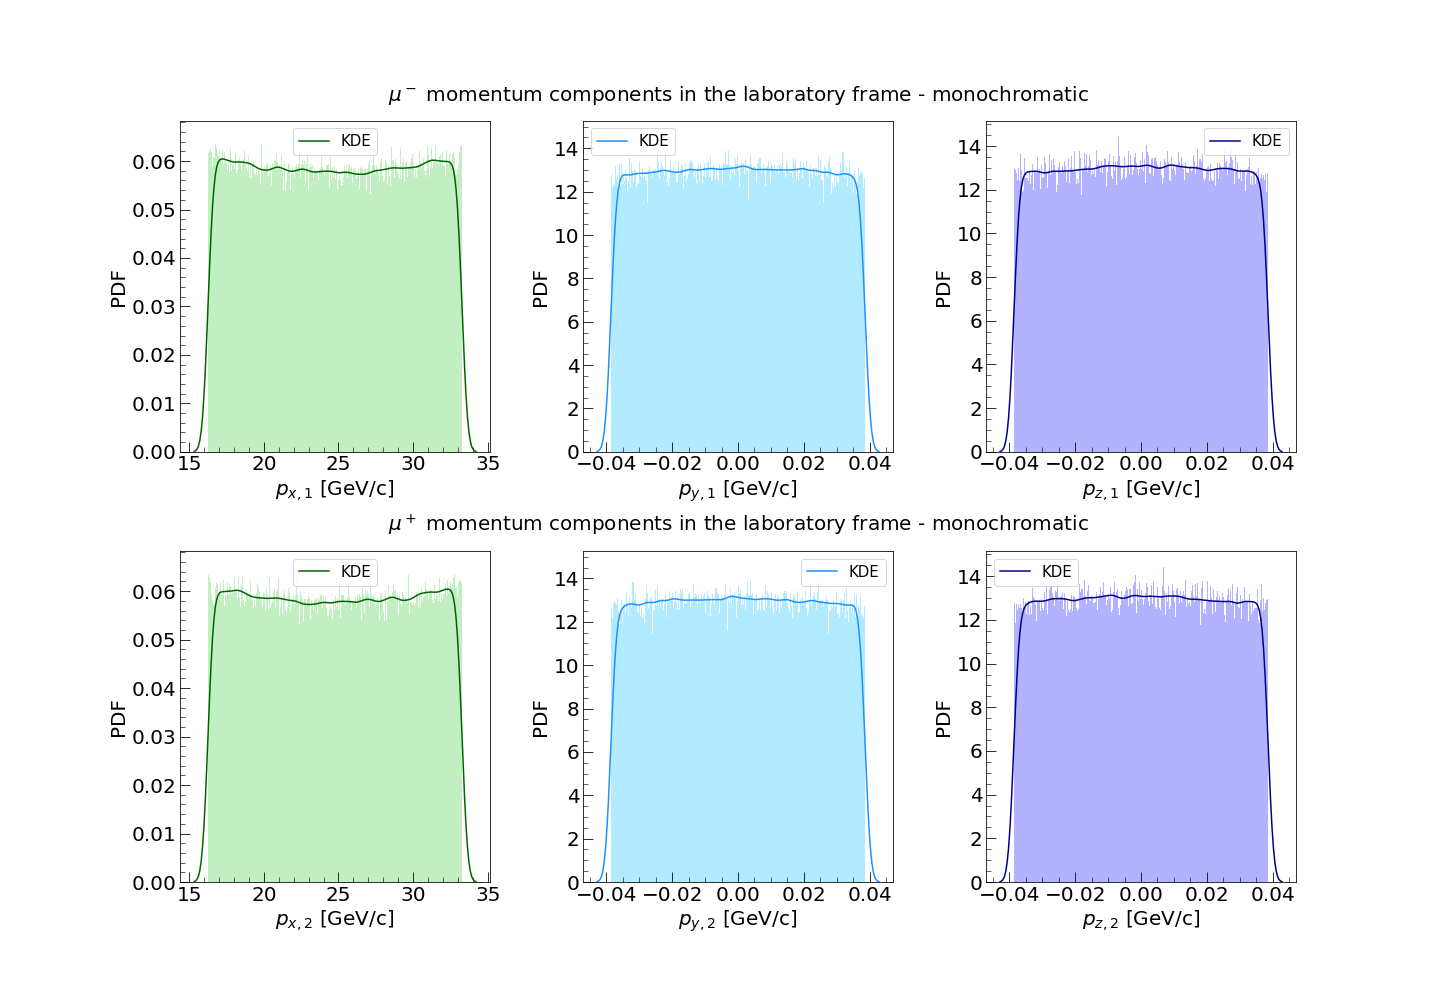 μ⁻ momentum components in the laboratory frame - monochromatic
KDE KDE KDE
PDF PDF PDF
0.06 14 14
0.05 12 12
0.04 10 10
0.03 8 8
0.02 6 6
0.01 4 4
0.00 2 2
0 0
15 20 25 30 35 −0.04 −0.02 0.00 0.02 0.04 −0.04 −0.02 0.00 0.02 0.04
pₓ,₁ [GeV/c] p_y,1 [GeV/c] p_z,1 [GeV/c]
μ⁺ momentum components in the laboratory frame - monochromatic
KDE KDE KDE
PDF PDF PDF
0.06 14 14
0.05 12 12
0.04 10 10
0.03 8 8
0.02 6 6
0.01 4 4
0.00 2 2
0 0
15 20 25 30 35 −0.04 −0.02 0.00 0.02 0.04 −0.04 −0.02 0.00 0.02 0.04
pₓ,₂ [GeV/c] p_y,2 [GeV/c] p_z,2 [GeV/c]